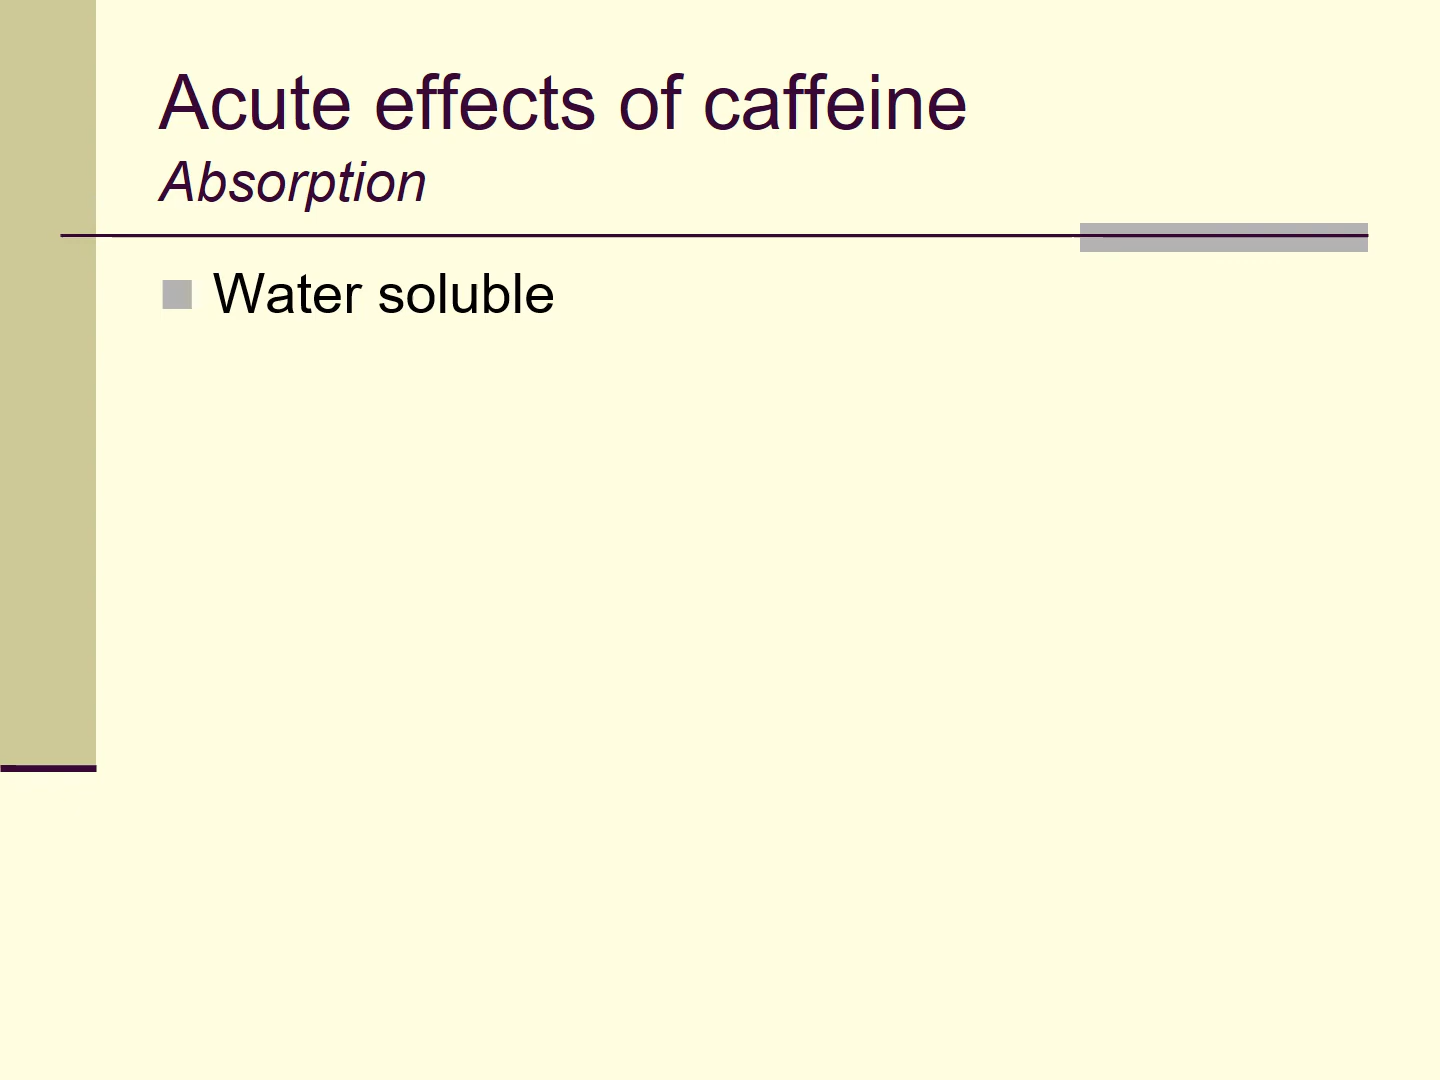 Acute effects of caffeine
Absorption
Water soluble